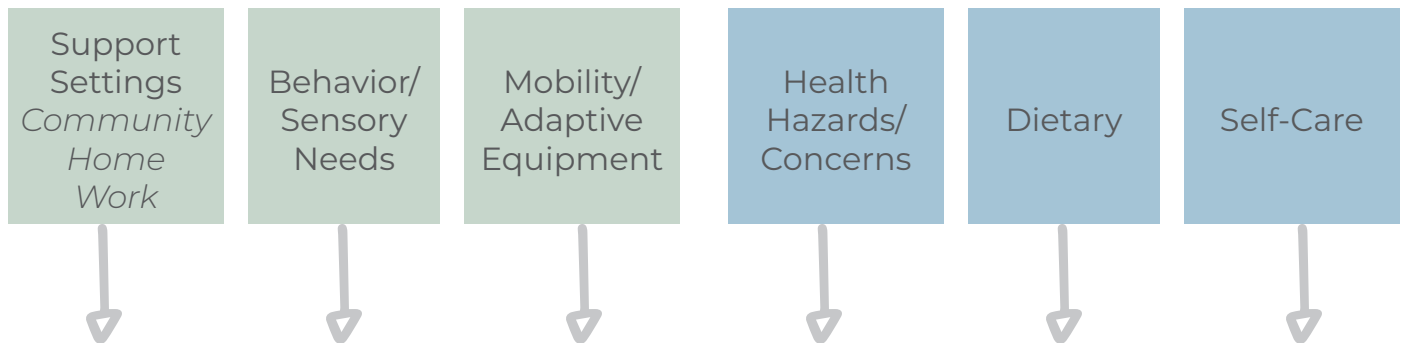 Support
Settings
Community
Home
Work
Behavior/
Sensory
Needs
Mobility/
Adaptive
Equipment
Health
Hazards/
Concerns
Dietary
Self-Care